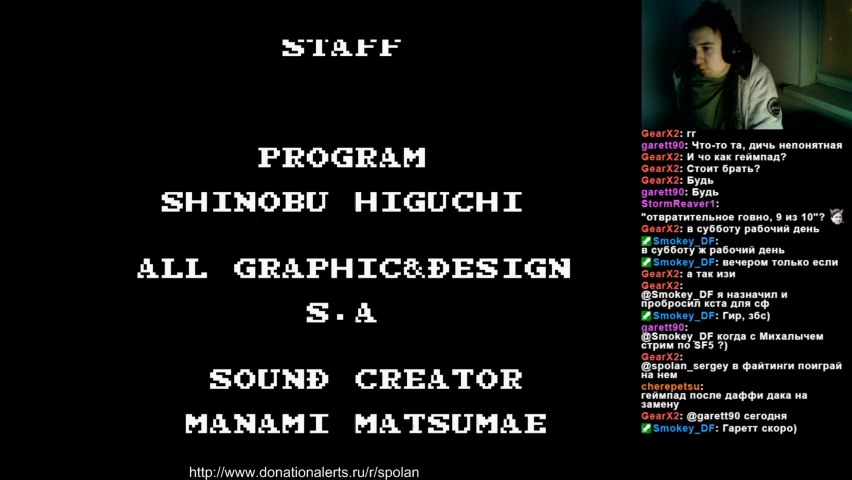 STAFF
PROGRAM
SHINOBU HIGUCHI
ALL GRAPHIC&DESIGN
S.A
SOUND CREATOR
MANAMI MATSUMAE
http://www.donationalerts.ru/r/spolan
GearX2: гг
garett90: Что-то та, дичь непонятная
GearX2: И чо как геймпад?
GearX2: Стоит брать?
GearX2: Будь
garett90: Будь
StormReaver1:
"отвратительное говно, 9 из 10"?
GearX2: в субботу рабочий день
Smokey_DF:
в субботу ж рабочий день
Smokey_DF: вечером только если
GearX2: а так изи
GearX2:
@Smokey_DF я назначил и
пробросил кста для сф
Smokey_DF: Гир, збс)
garett90:
@Smokey_DF когда с Михалычем
стрим по SF5 ?)
GearX2:
@spolan_sergey в файтинги поиграй
на нем
cherepetsu:
геймпад после даффи дака на
замену
GearX2: @garett90 сегодня
Smokey_DF: Гаретт скоро)